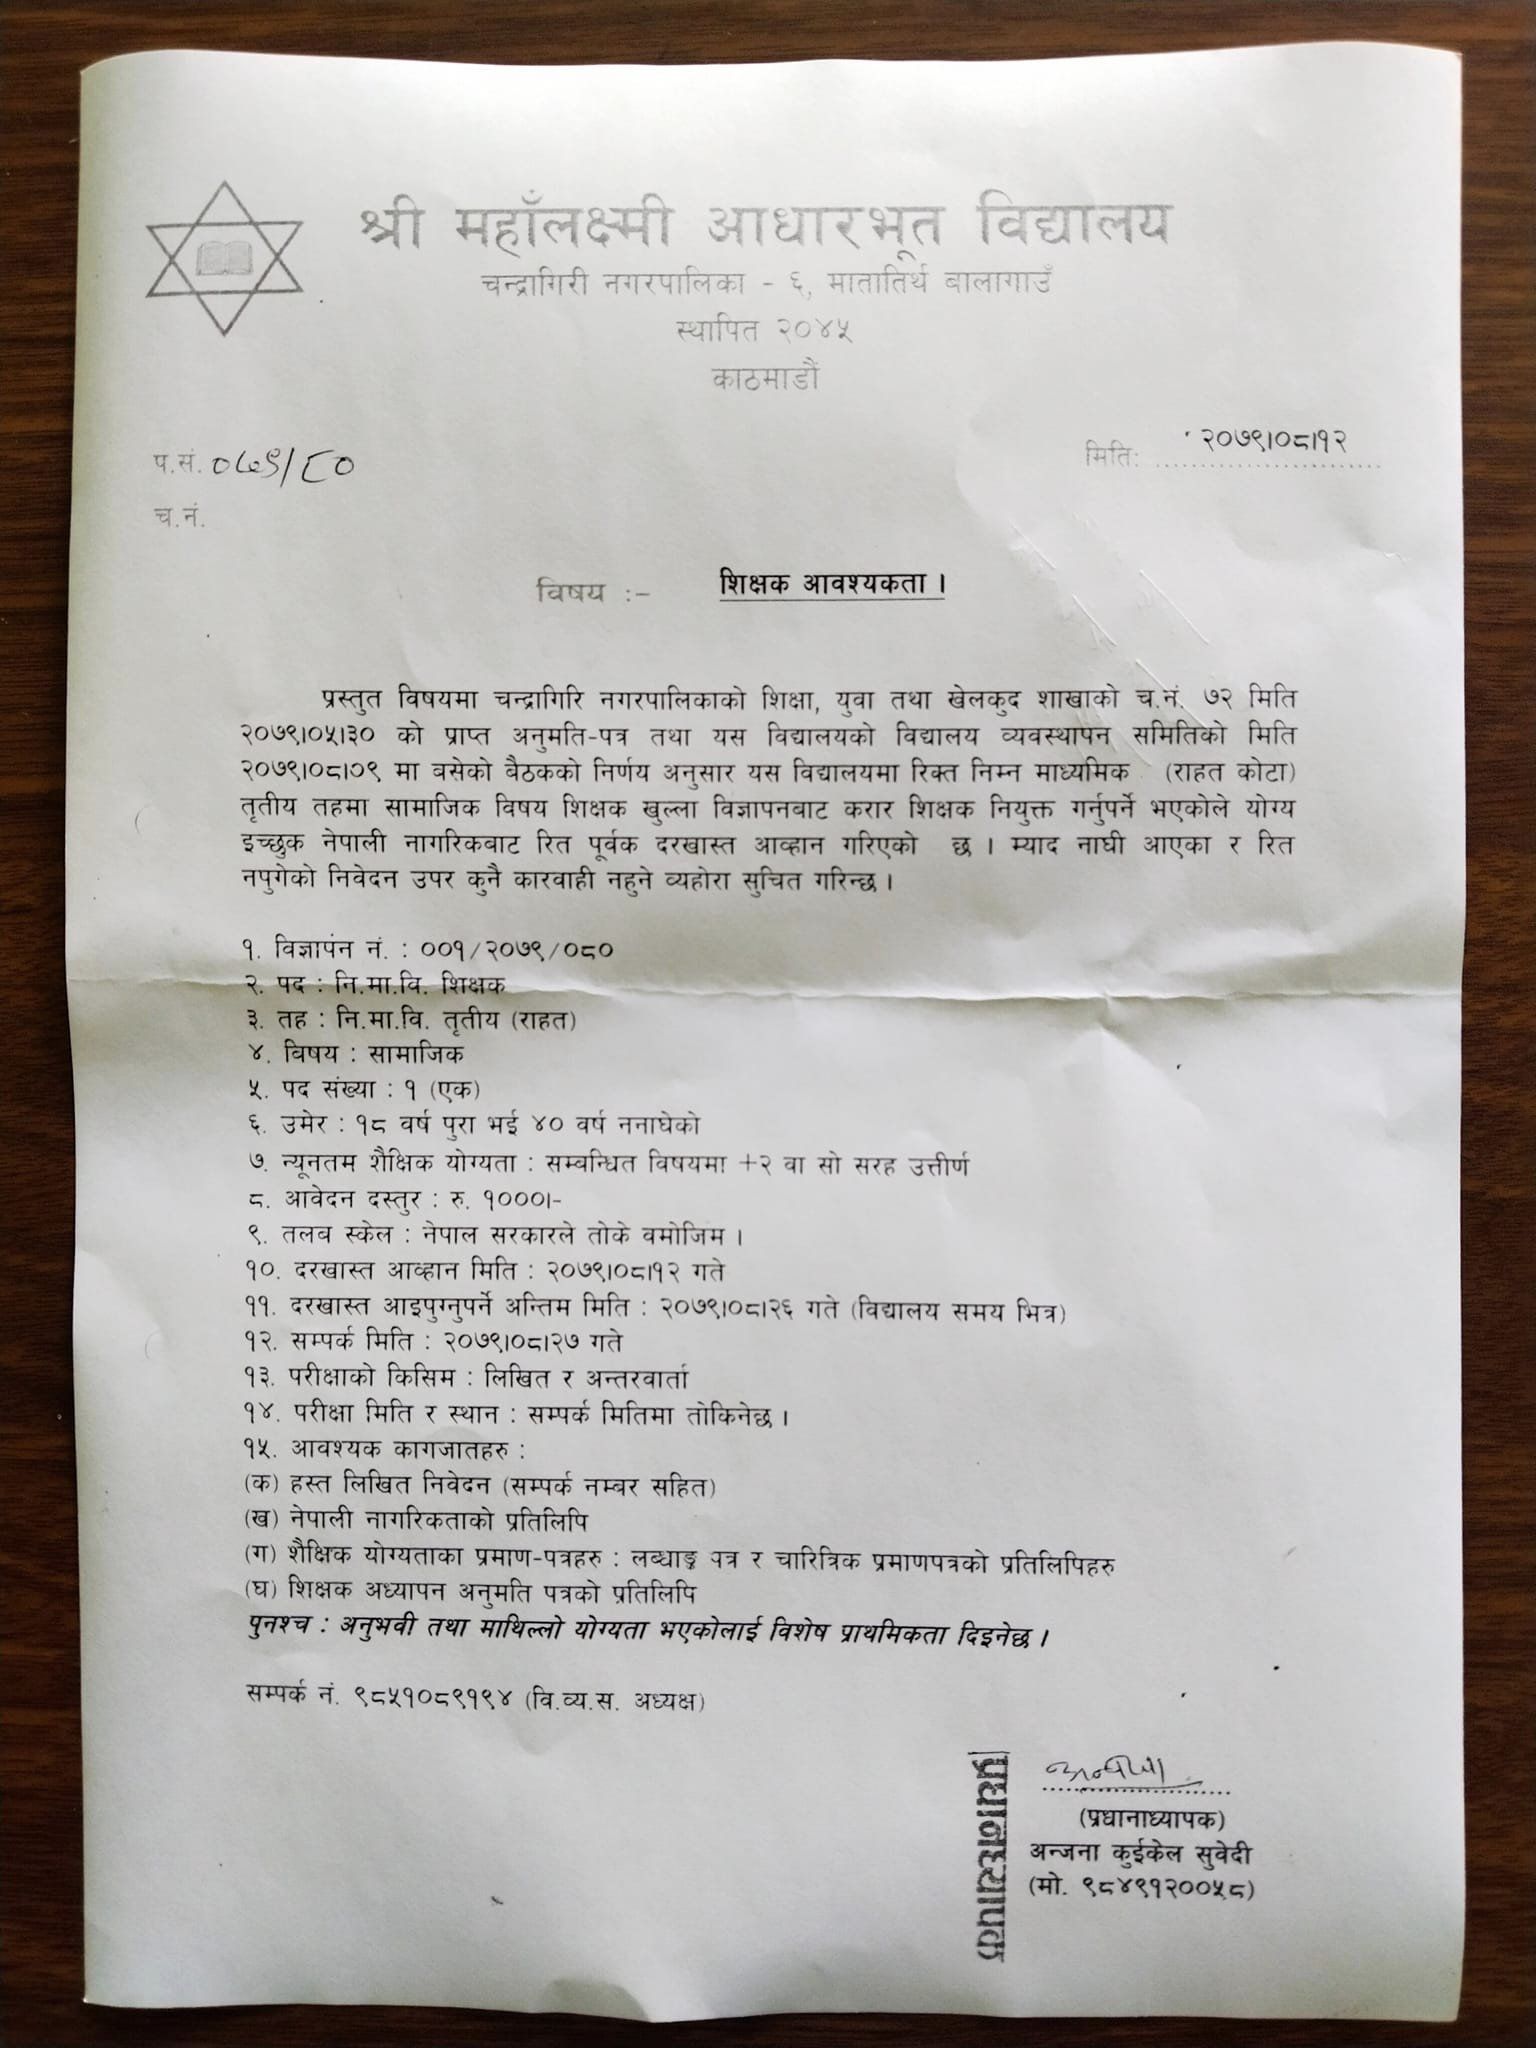 श्री महाँलक्ष्मी आधारभूत विद्यालय
चन्द्रागिरी नगरपालिका - ६, मातातिर्थ बालागाउँ
स्थापित २०४५
काठमाडौं
प.सं. ०७९/८०
मितिः २०७९।०८।१२
च.नं.
विषय :- शिक्षक आवश्यकता ।
प्रस्तुत विषयमा चन्द्रागिरि नगरपालिकाको शिक्षा, युवा तथा खेलकुद शाखाको च.नं. ७२ मिति
२०७९।०५।३० को प्राप्त अनुमति-पत्र तथा यस विद्यालयको विद्यालय व्यवस्थापन समितिको मिति
२०७९।०८।०९ मा बसेको बैठकको निर्णय अनुसार यस विद्यालयमा रिक्त निम्न माध्यमिक (राहत कोटा)
तृतीय तहमा सामाजिक विषय शिक्षक खुल्ला विज्ञापनबाट करार शिक्षक नियुक्त गर्नुपर्ने भएकोले योग्य
इच्छुक नेपाली नागरिकबाट रित पूर्वक दरखास्त आव्हान गरिएको छ । म्याद नाघी आएका र रित
नपुगेको निवेदन उपर कुनै कारवाही नहुने व्यहोरा सुचित गरिन्छ ।
१. विज्ञापंन नं. : ००१/२०७९/०८०
२. पद : नि.मा.वि. शिक्षक
३. तह : नि.मा.वि. तृतीय (राहत)
४. विषय : सामाजिक
५. पद संख्या : १ (एक)
६. उमेर : १८ वर्ष पुरा भई ४० वर्ष ननाघेको
७. न्यूनतम शैक्षिक योग्यता : सम्बन्धित विषयमा +२ वा सो सरह उत्तीर्ण
८. आवेदन दस्तुर : रु. १०००।-
९. तलब स्केल : नेपाल सरकारले तोके वमोजिम ।
१०. दरखास्त आव्हान मिति : २०७९।०८।१२ गते
११. दरखास्त आइपुग्नुपर्ने अन्तिम मिति : २०७९।०८।२६ गते (विद्यालय समय भित्र)
१२. सम्पर्क मिति : २०७९।०८।२७ गते
१३. परीक्षाको किसिम : लिखित र अन्तरवार्ता
१४. परीक्षा मिति र स्थान : सम्पर्क मितिमा तोकिनेछ ।
१५. आवश्यक कागजातहरु :
(क) हस्त लिखित निवेदन (सम्पर्क नम्बर सहित)
(ख) नेपाली नागरिकताको प्रतिलिपि
(ग) शैक्षिक योग्यताका प्रमाण-पत्रहरु : लब्धाङ्क पत्र र चारित्रिक प्रमाणपत्रको प्रतिलिपिहरु
(घ) शिक्षक अध्यापन अनुमति पत्रको प्रतिलिपि
पुनश्च : अनुभवी तथा माथिल्लो योग्यता भएकोलाई विशेष प्राथमिकता दिइनेछ ।
सम्पर्क नं. ९८५१०८९१९४ (वि.व्य.स. अध्यक्ष)
प्रधानाध्यापक
(प्रधानाध्यापक)
अन्जना कुईकेल सुवेदी
(मो. ९८४९१२००५८)